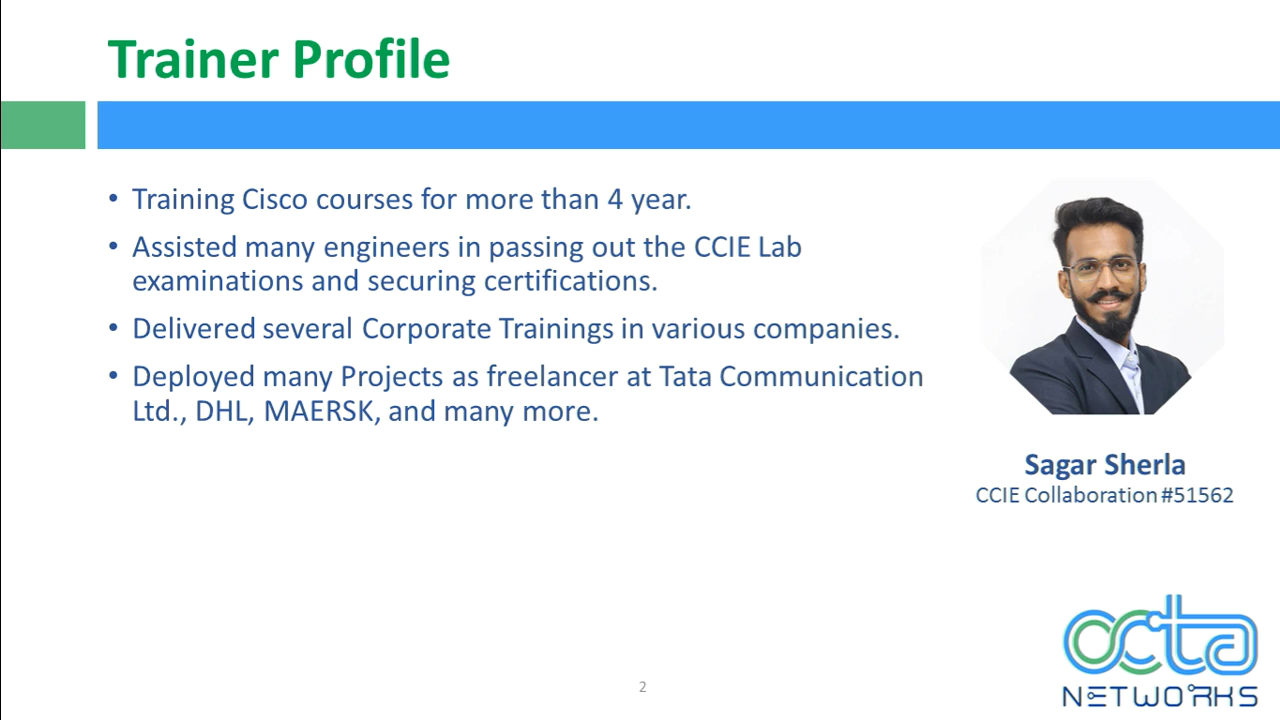 Trainer Profile
• Training Cisco courses for more than 4 year.
• Assisted many engineers in passing out the CCIE Lab
examinations and securing certifications.
• Delivered several Corporate Trainings in various companies.
• Deployed many Projects as freelancer at Tata Communication
Ltd., DHL, MAERSK, and many more.
Sagar Sherla
CCIE Collaboration #51562
octa
NETWORKS
2